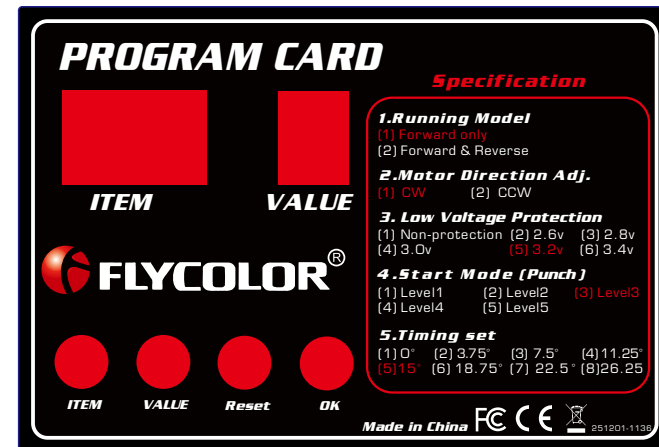 PROGRAM CARD
ITEM VALUE
FLYCOLOR®
ITEM VALUE Reset OK
Specification
1.Running Model
(1) Forward only
(2) Forward & Reverse
2.Motor Direction Adj.
(1) CW (2) CCW
3. Low Voltage Protection
(1) Non-protection (2) 2.6v (3) 2.8v
(4) 3.0v (5) 3.2v (6) 3.4v
4.Start Mode (Punch)
(1) Level1 (2) Level2 (3) Level3
(4) Level4 (5) Level5
5.Timing set
(1) 0° (2) 3.75° (3) 7.5° (4) 11.25°
(5)15° (6) 18.75° (7) 22.5° (8)26.25
Made in China FC CE 251201-1136